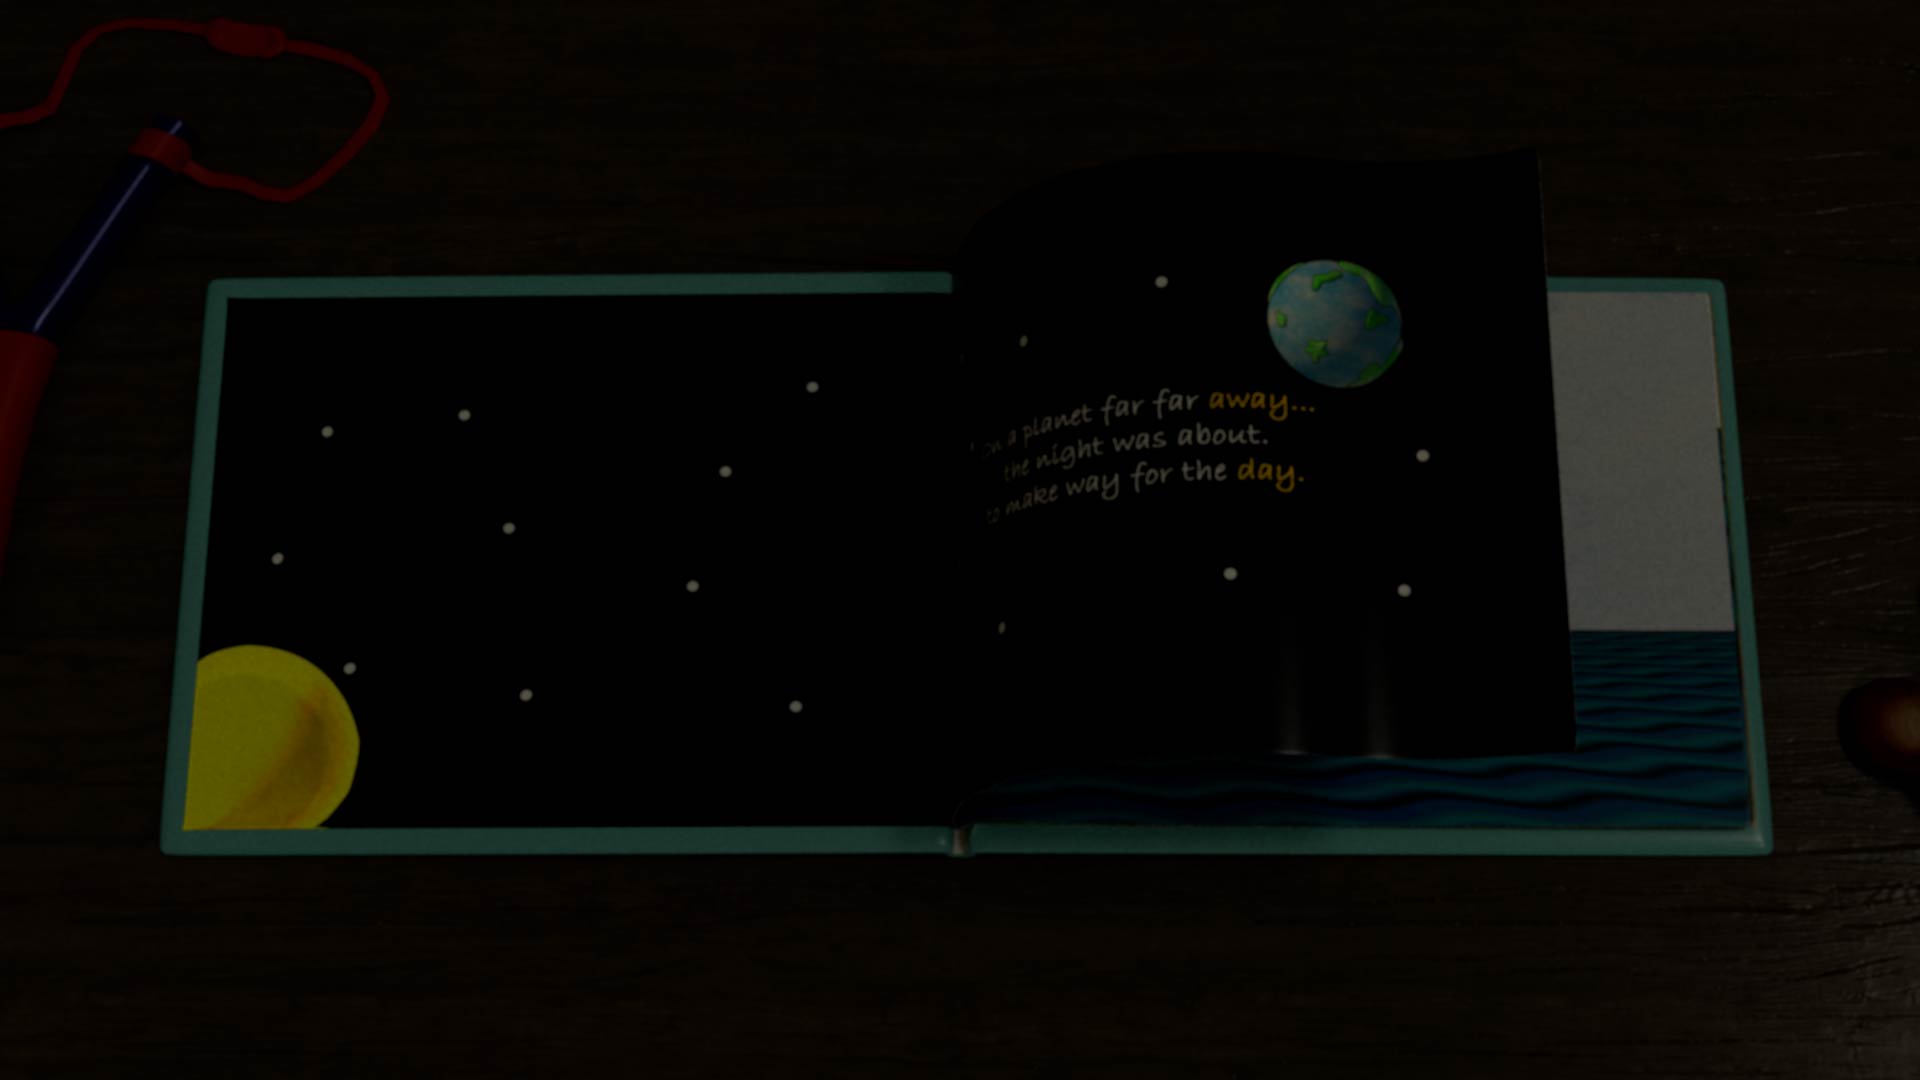 On a planet far far away...
the night was about.
to make way for the day.